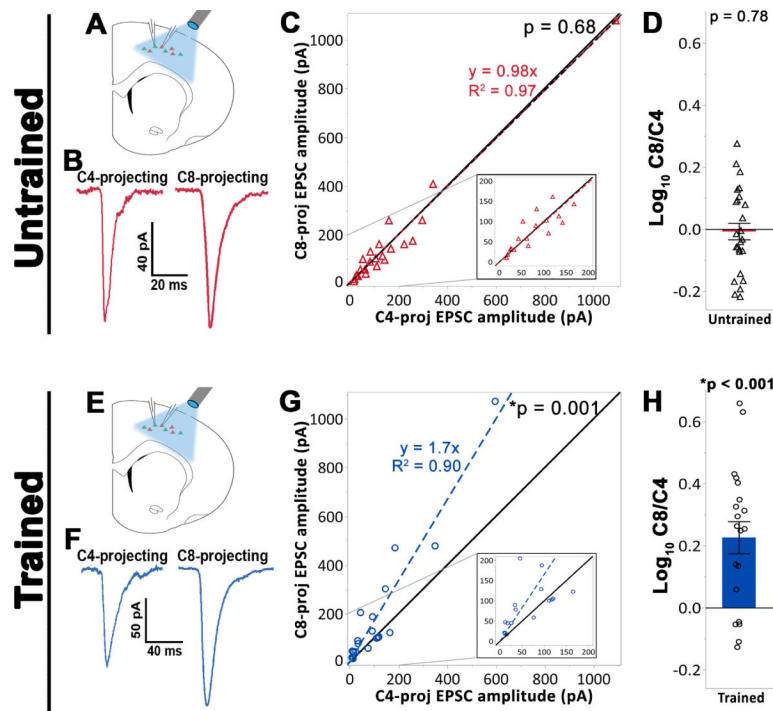 Untrained
A
B
C4-projecting
C8-projecting
40 pA
20 ms
C
p = 0.68
y = 0.98x
R² = 0.97
C8-proj EPSC amplitude (pA)
1000
800
600
400
200
0
200
150
100
50
0
0 50 100 150 200
0 200 400 600 800 1000
C4-proj EPSC amplitude (pA)
D
p = 0.78
Log₁₀ C8/C4
0.6
0.4
0.2
0.0
-0.2
Untrained
Trained
E
F
C4-projecting
C8-projecting
50 pA
40 ms
G
*p = 0.001
y = 1.7x
R² = 0.90
C8-proj EPSC amplitude (pA)
1000
800
600
400
200
0
200
150
100
50
0
0 50 100 150 200
0 200 400 600 800 1000
C4-proj EPSC amplitude (pA)
H
*p < 0.001
Log₁₀ C8/C4
0.6
0.4
0.2
0.0
-0.2
Trained